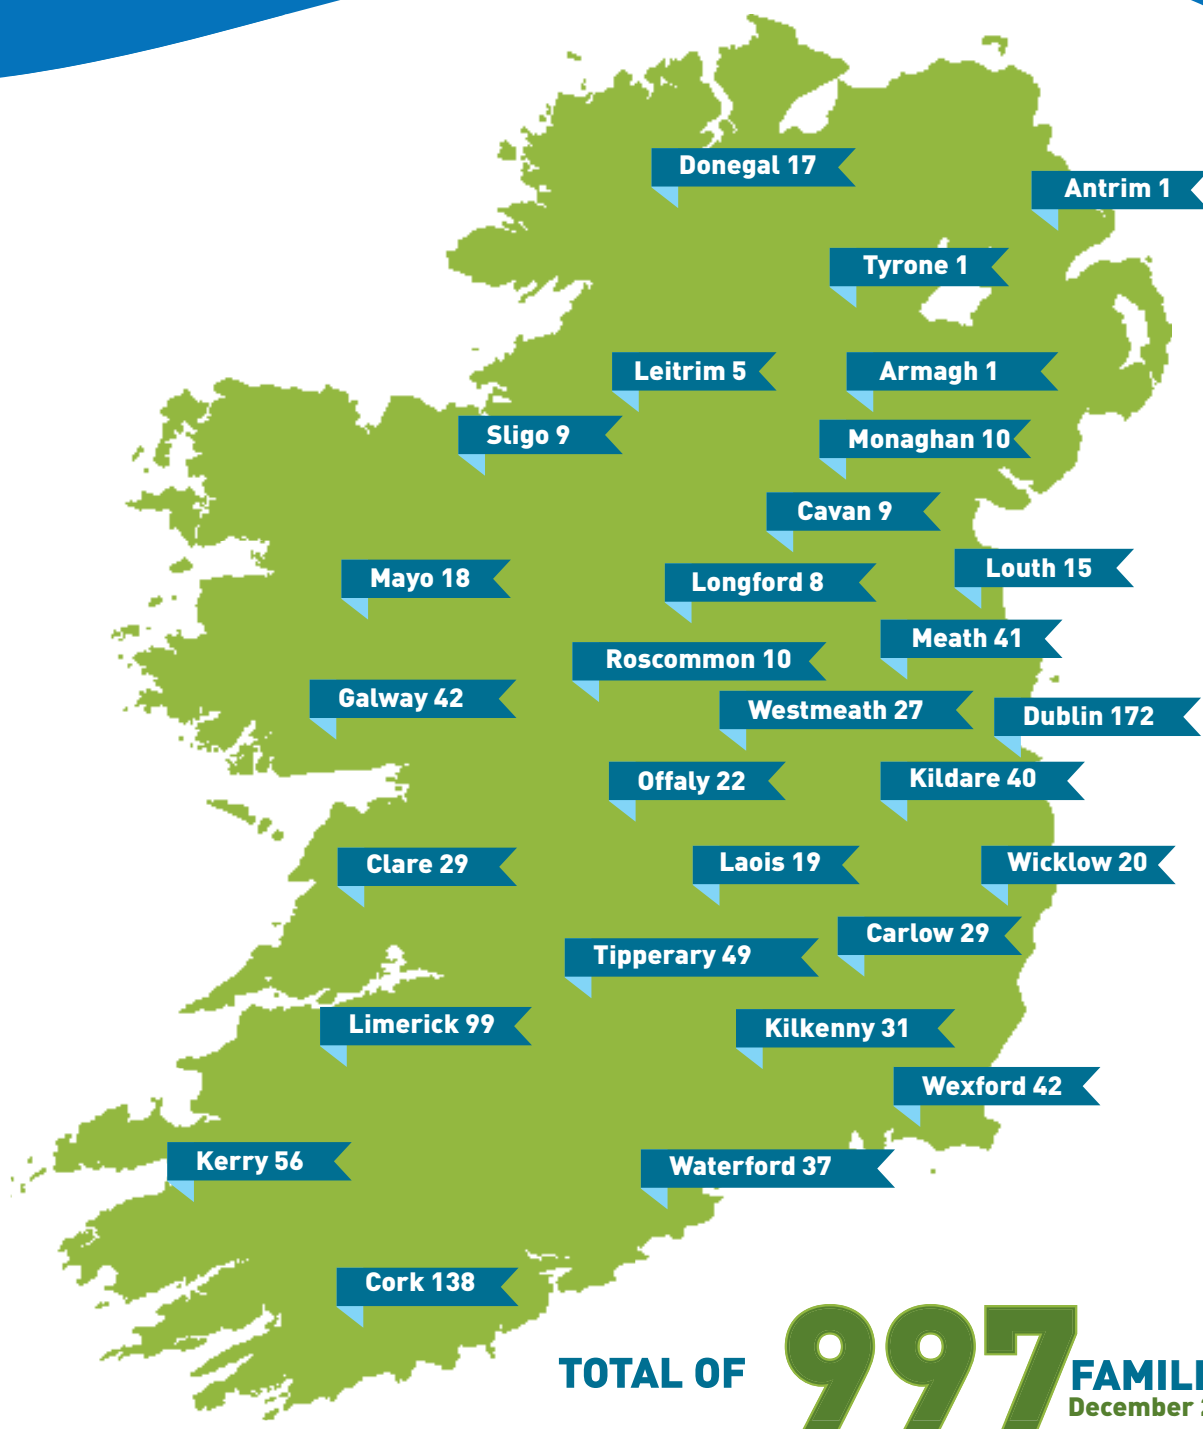 Donegal 17
Antrim 1
Tyrone 1
Leitrim 5
Armagh 1
Sligo 9
Monaghan 10
Cavan 9
Louth 15
Mayo 18
Longford 8
Meath 41
Roscommon 10
Galway 42
Westmeath 27
Dublin 172
Offaly 22
Kildare 40
Clare 29
Laois 19
Wicklow 20
Carlow 29
Tipperary 49
Limerick 99
Kilkenny 31
Wexford 42
Kerry 56
Waterford 37
Cork 138
TOTAL OF 997 FAMILI
December